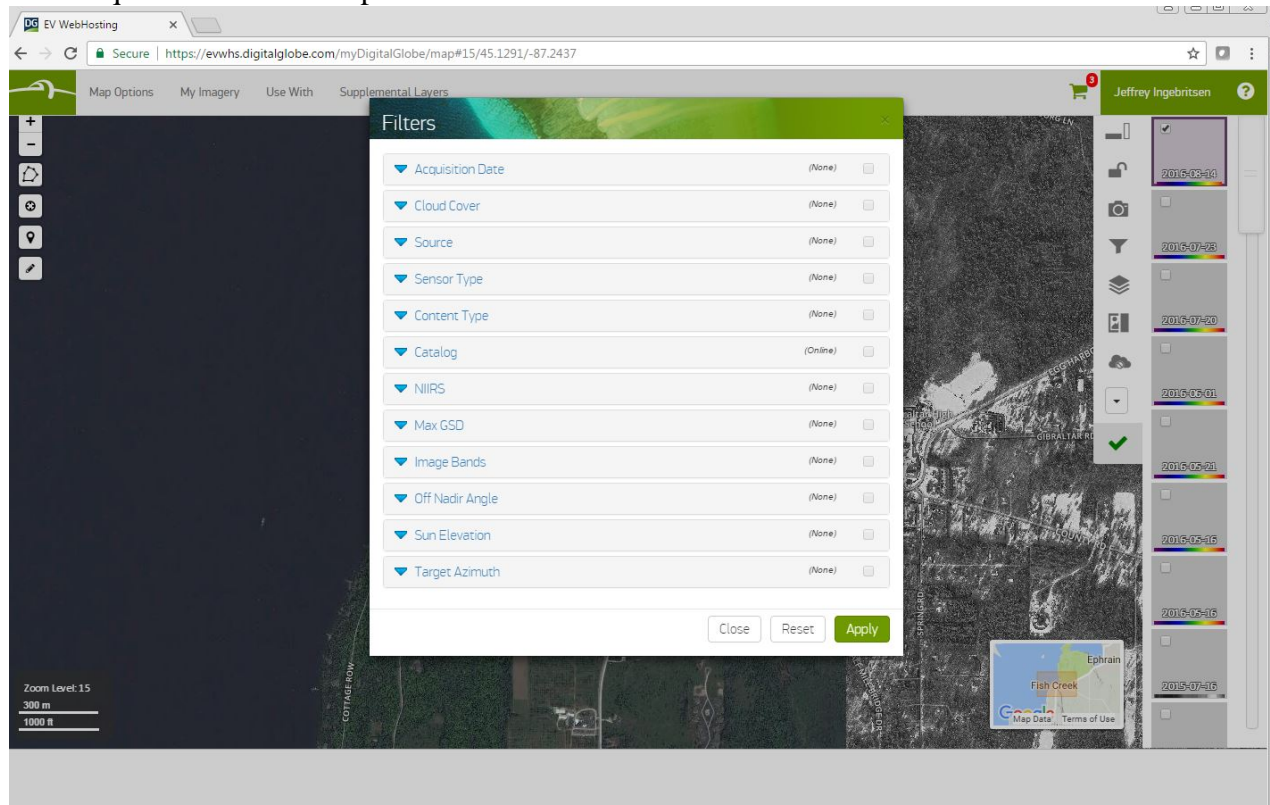 DG EV WebHosting
Secure | https://evwhs.digitalglobe.com/myDigitalGlobe/map#15/45.1291/-87.2437
Map Options My Imagery Use With Supplemental Layers 3 Jeffrey Ingebritsen ?
Filters
Acquisition Date (None)
Cloud Cover (None)
Source (None)
Sensor Type (None)
Content Type (None)
Catalog (Online)
NIIRS (None)
Max GSD (None)
Image Bands (None)
Off Nadir Angle (None)
Sun Elevation (None)
Target Azimuth (None)
Close Reset Apply
2016-08-14
2016-07-23
2016-07-20
2016-06-01
2016-05-21
2016-05-16
2016-05-16
2015-07-16
GIBRALTAR RD
SPRING RD
COTTAGE ROW
Zoom Level: 15
300 m
1000 ft
Ephraim
Fish Creek
Google
Map Data Terms of Use